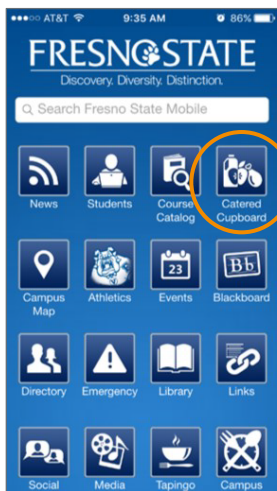 ●●●○○ AT&T 9:35 AM 86%
FRESNO STATE
Discovery. Diversity. Distinction.
Search Fresno State Mobile
News Students Course Catalog Catered Cupboard
Campus Map Athletics 23 Events Bb Blackboard
Directory Emergency Library Links
Social Media Tapingo Campus